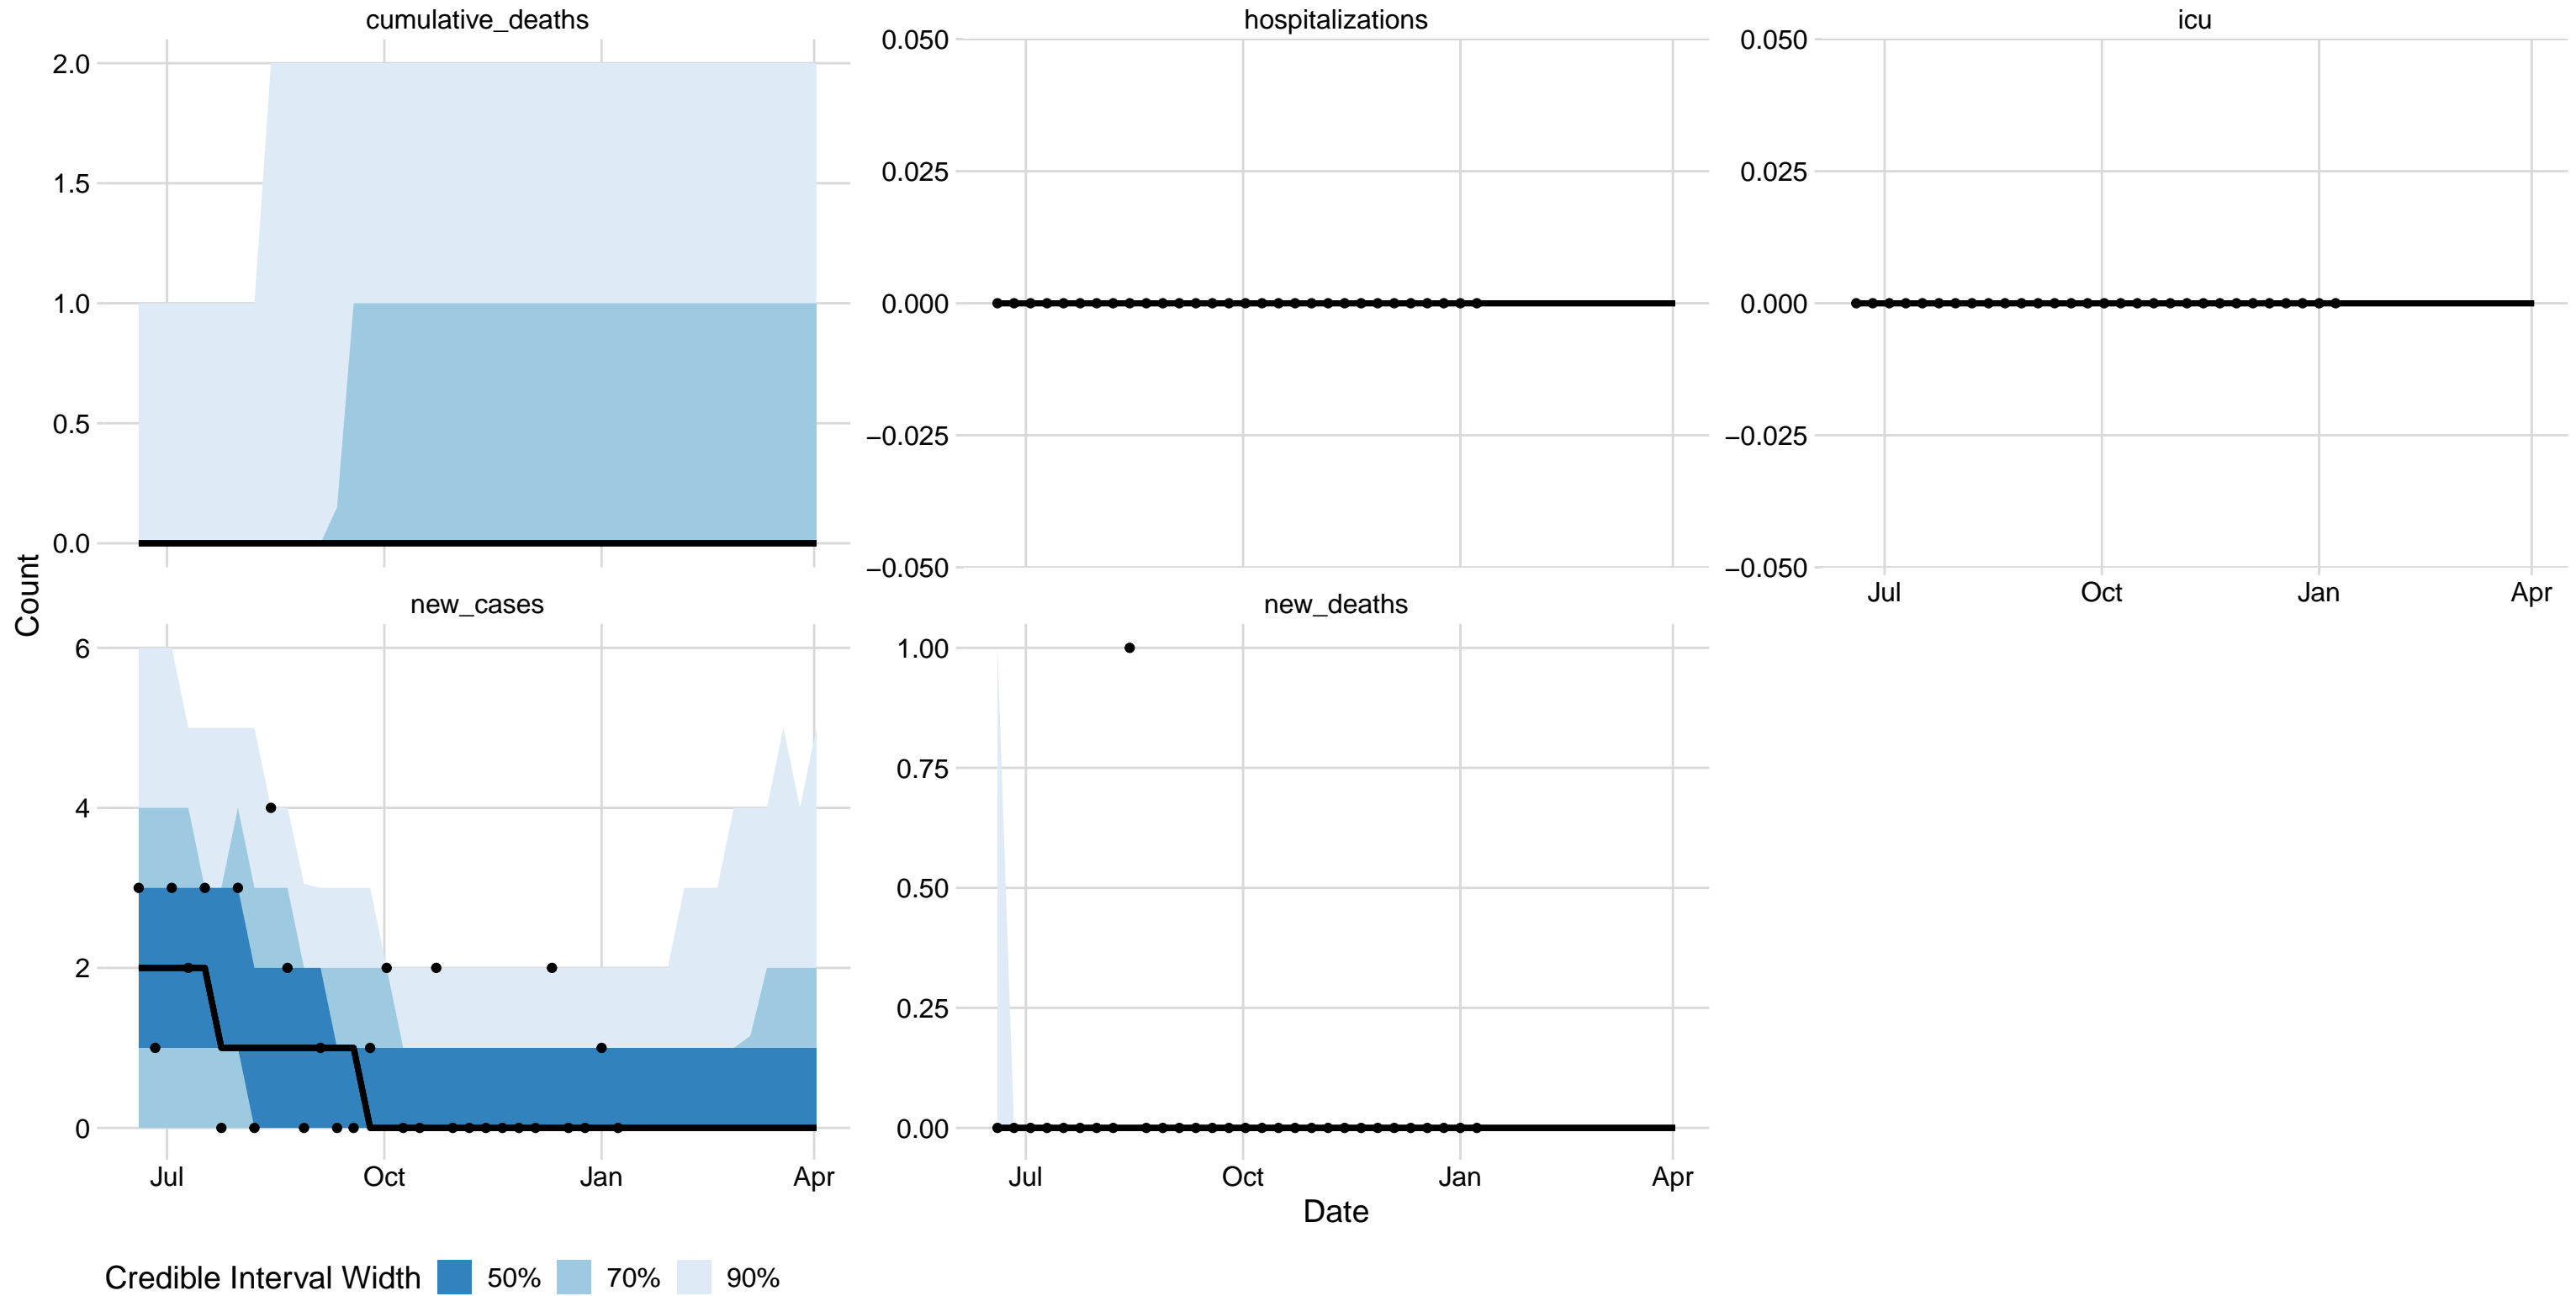 cumulative_deaths
2.0
1.5
1.0
0.5
0.0
hospitalizations
0.050
0.025
0.000
−0.025
−0.050
icu
0.050
0.025
0.000
−0.025
−0.050
Jul Oct Jan Apr
Count
new_cases
6
4
2
0
Jul Oct Jan Apr
new_deaths
1.00
0.75
0.50
0.25
0.00
Jul Oct Jan Apr
Date
Credible Interval Width 50% 70% 90%